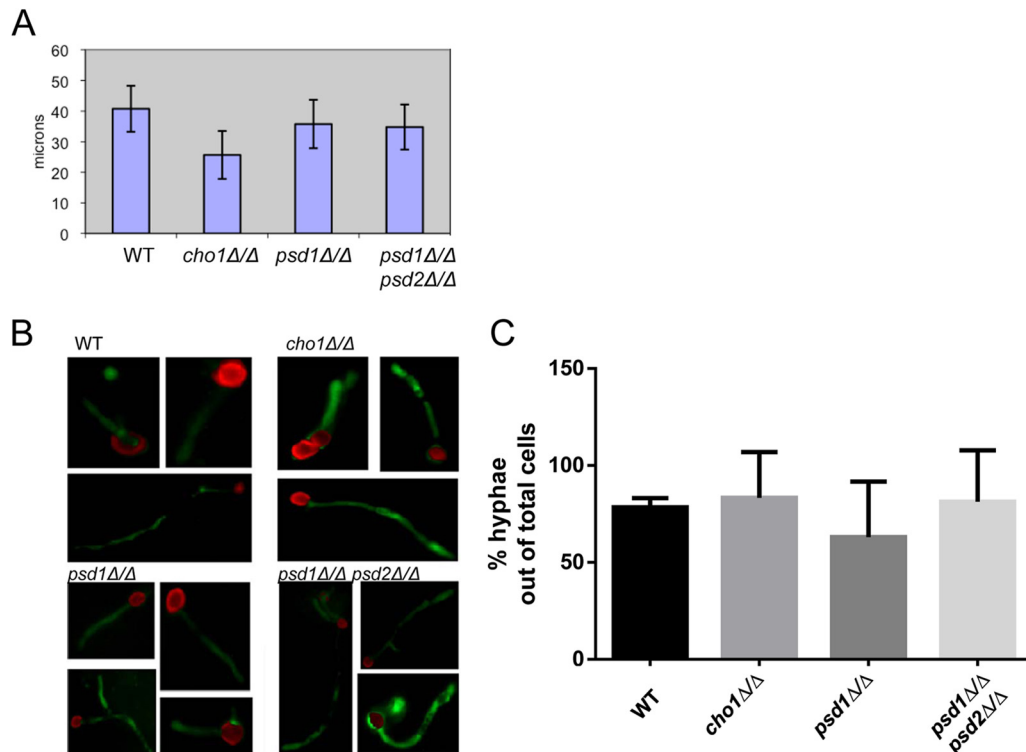 A
60
50
40
30
20
10
0
microns
WT
cho1Δ/Δ
psd1Δ/Δ
psd1Δ/Δ
psd2Δ/Δ
B
WT
cho1Δ/Δ
psd1Δ/Δ
psd1Δ/Δ psd2Δ/Δ
C
150
100
50
0
% hyphae
out of total cells
WT
cho1Δ/Δ
psd1Δ/Δ
psd1Δ/Δ
psd2Δ/Δ